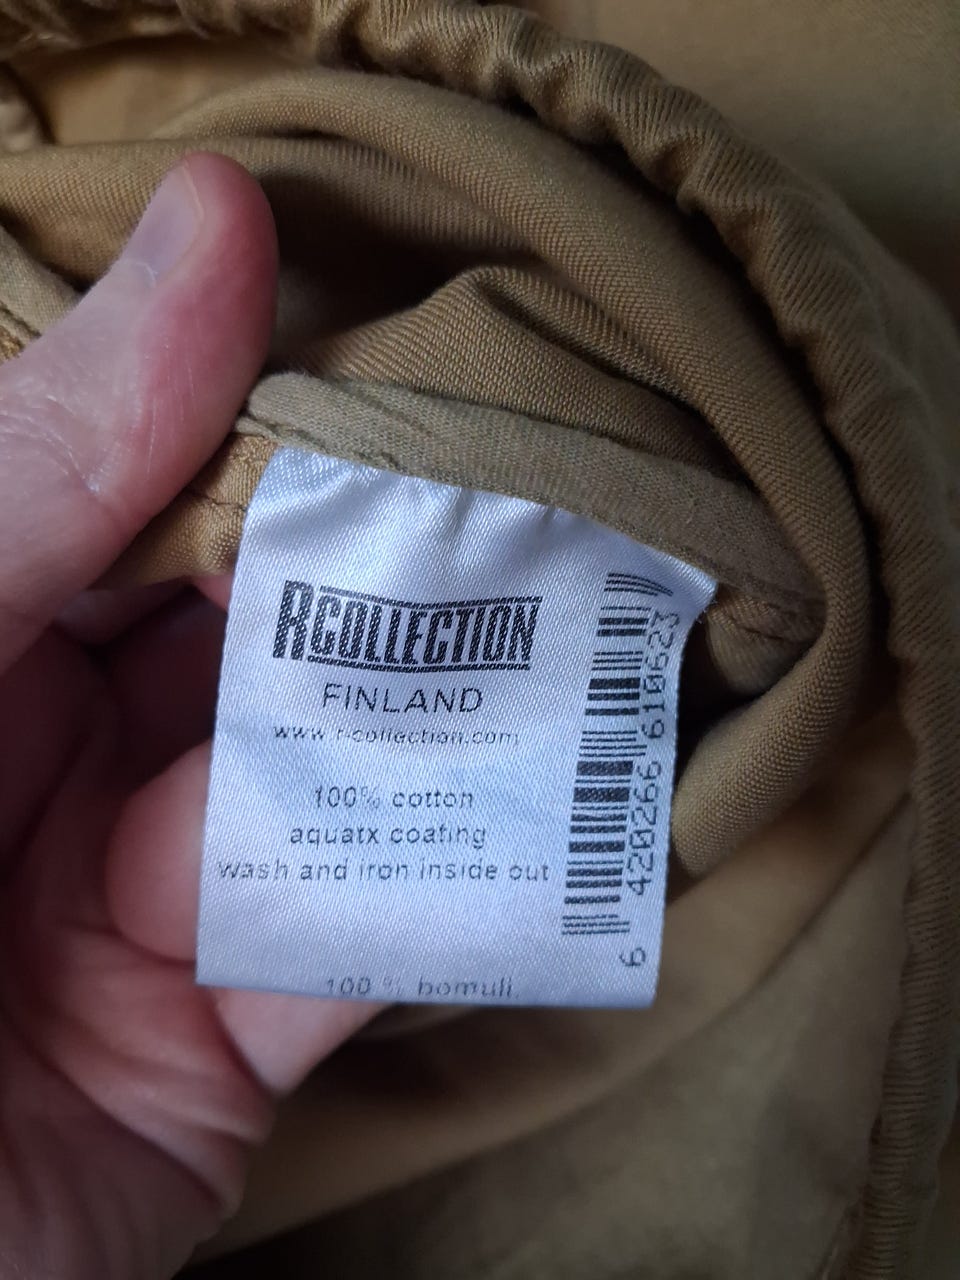 RCOLLECTION
FINLAND
www.r-collection.com
100% cotton
aquatx coating
wash and iron inside out
100 % bomull,
6 420266 610623